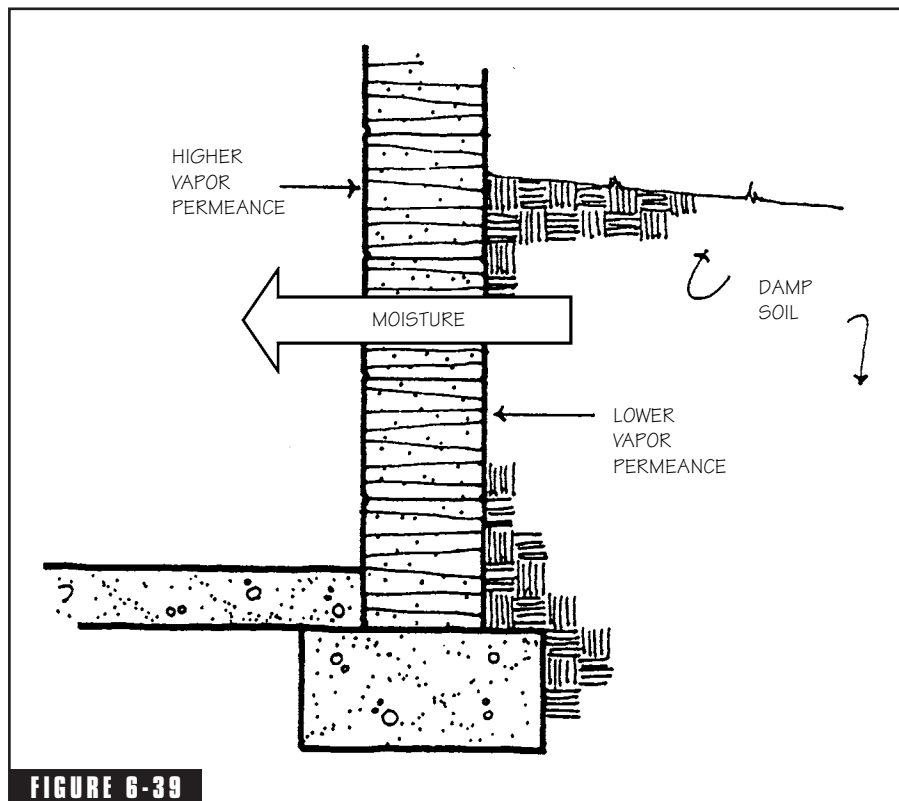 HIGHER
VAPOR
PERMEANCE
DAMP
SOIL
MOISTURE
LOWER
VAPOR
PERMEANCE
FIGURE 6-39